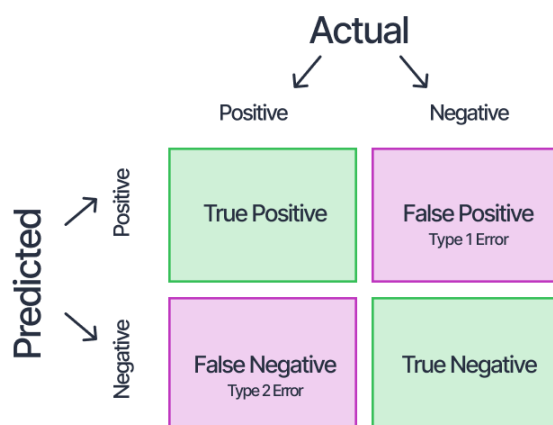 Actual
Positive
Negative
Predicted
Positive
True Positive
False Positive
Type 1 Error
Negative
False Negative
Type 2 Error
True Negative